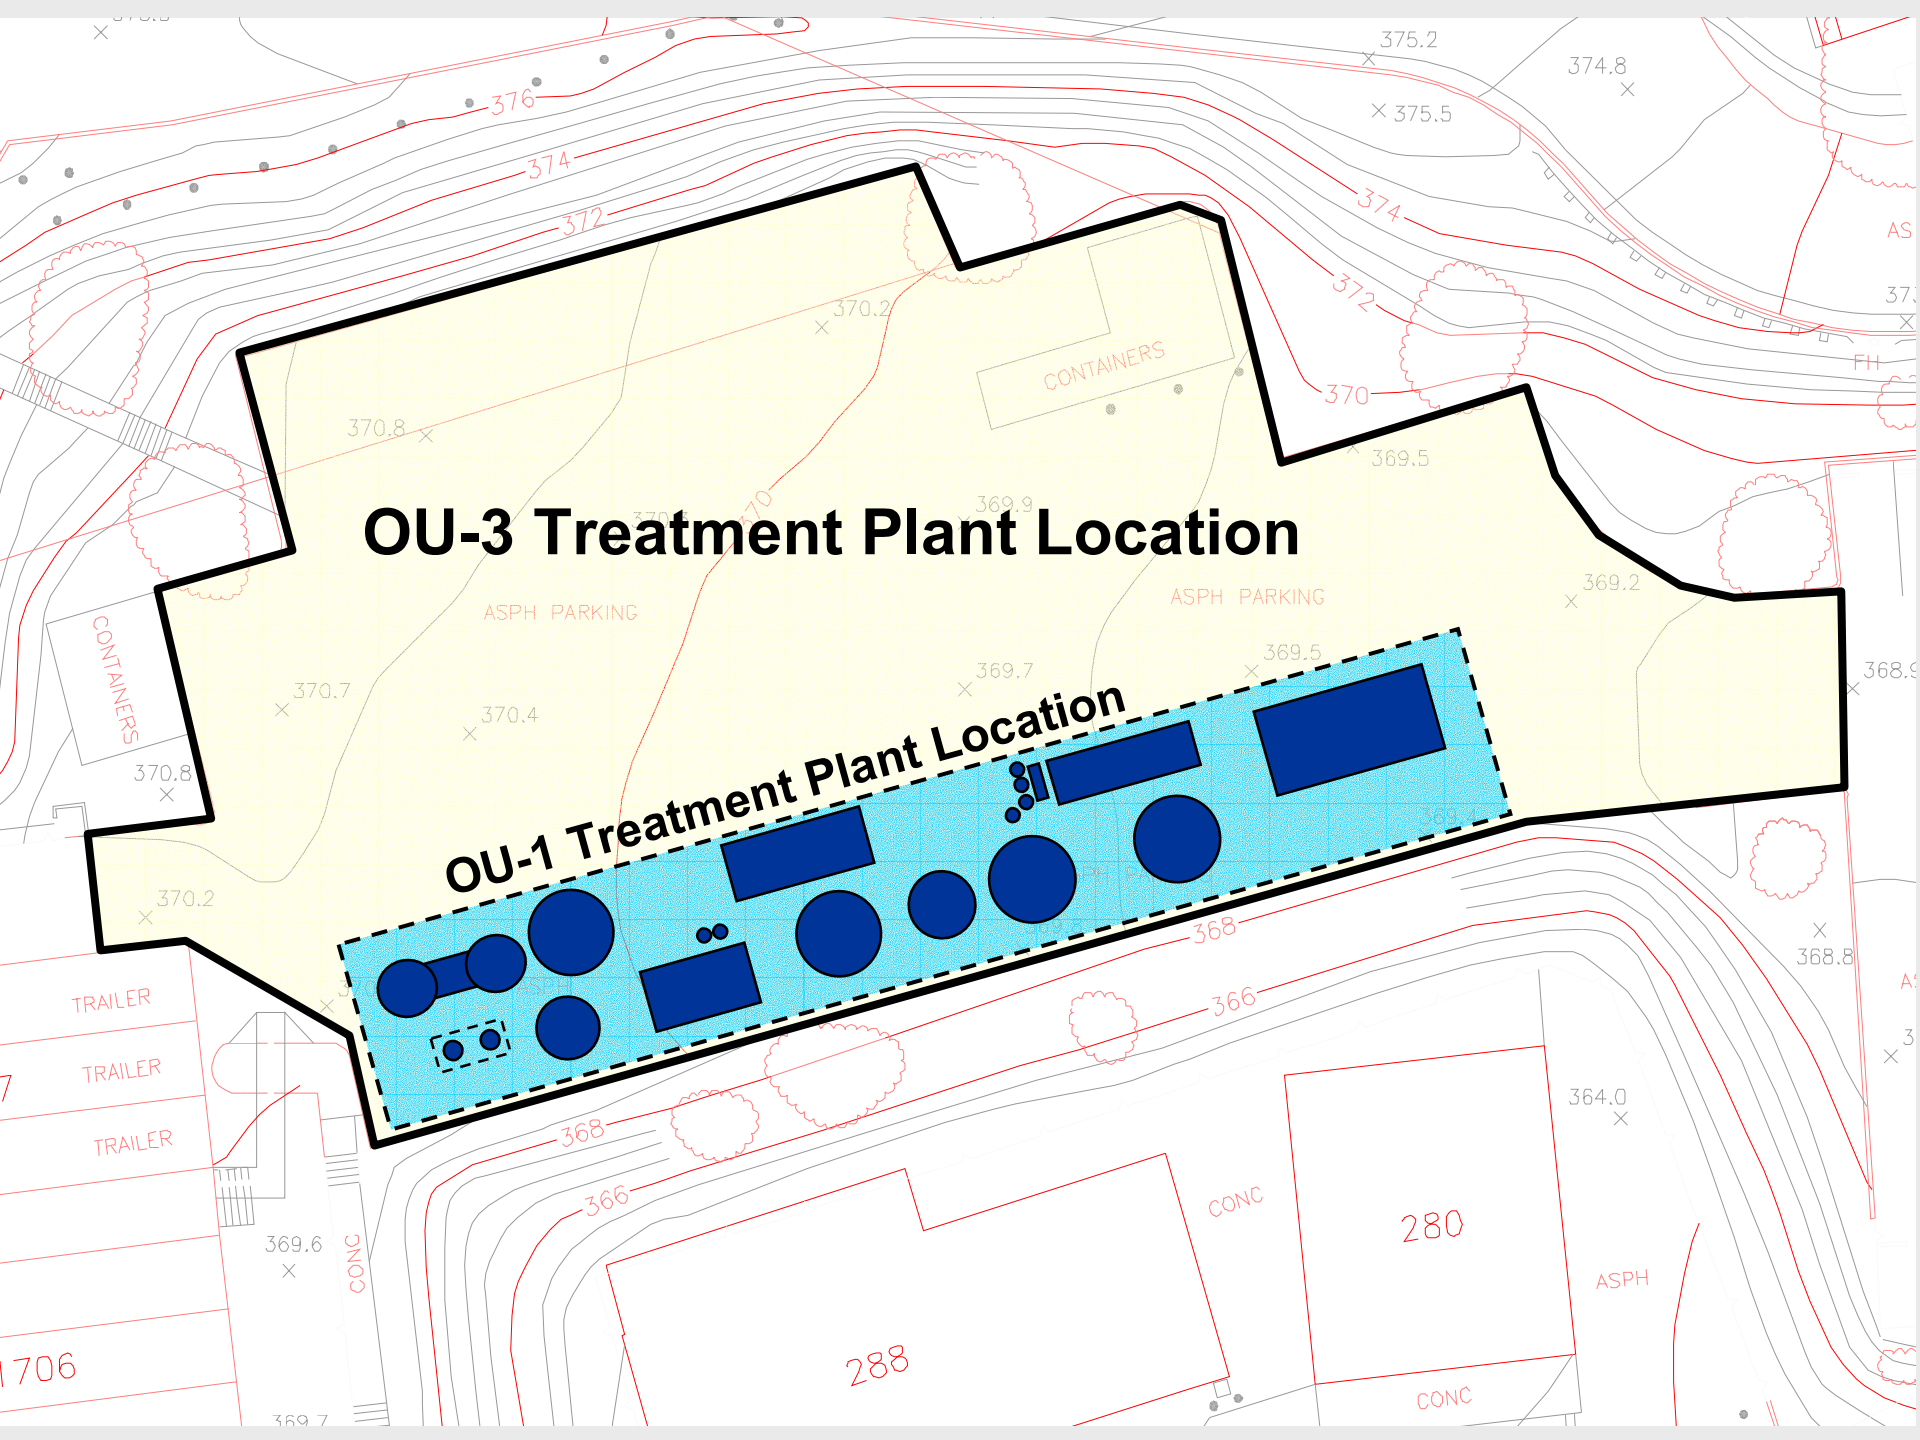 375.2
374.8
376
375.5
374
374
372
AS
372
370.2
FH
CONTAINERS
370
370.8
369.5
370
369.9
OU-3 Treatment Plant Location
369.2
ASPH PARKING
ASPH PARKING
CONTAINERS
369.5
369.7
370.7
370.4
OU-1 Treatment Plant Location
370.8
370.2
368
368.8
ASPH
TRAILER
366
TRAILER
364.0
368
TRAILER
366
CONC
280
369.6
CONC
ASPH
288
1706
CONC
369.7